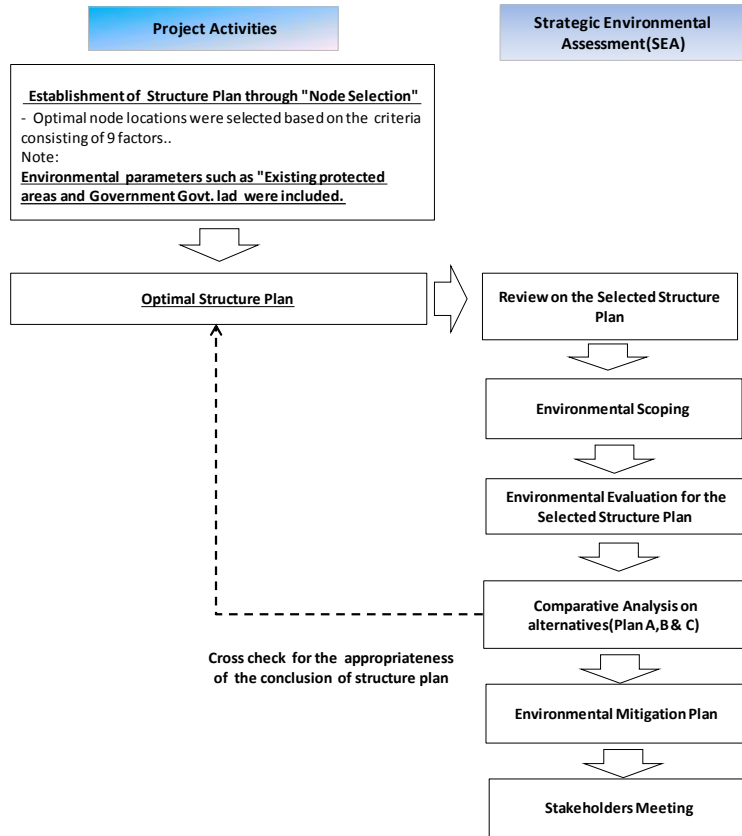 Project Activities
Strategic Environmental
Assessment(SEA)
Establishment of Structure Plan through "Node Selection"
- Optimal node locations were selected based on the criteria
consisting of 9 factors..
Note:
Environmental parameters such as "Existing protected
areas and Government Govt. lad were included.
Optimal Structure Plan
Review on the Selected Structure
Plan
Environmental Scoping
Environmental Evaluation for the
Selected Structure Plan
Comparative Analysis on
alternatives(Plan A,B & C)
Cross check for the appropriateness
of the conclusion of structure plan
Environmental Mitigation Plan
Stakeholders Meeting